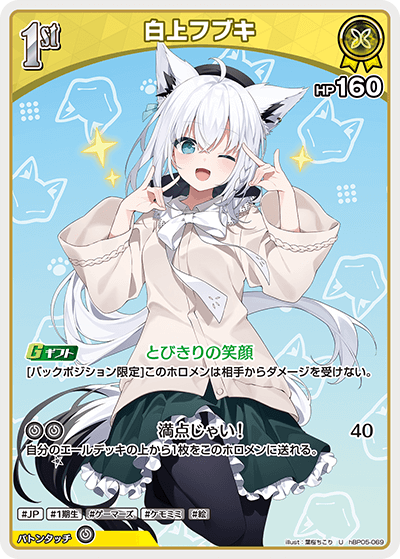 1st
白上フブキ
HP160
Gギフト とびきりの笑顔
[バックポジション限定]このホロメンは相手からダメージを受けない。
満点じゃい! 40
自分のエールデッキの上から1枚をこのホロメンに送れる。
#JP #1期生 #ゲーマーズ #ケモミミ #絵
バトンタッチ
illust:葉桜ちこり U hBP05-069